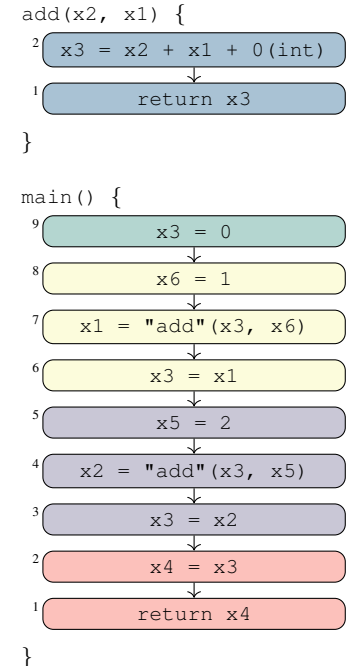 add(x2, x1) {
2 x3 = x2 + x1 + 0(int)
1 return x3
}
main() {
9 x3 = 0
8 x6 = 1
7 x1 = "add"(x3, x6)
6 x3 = x1
5 x5 = 2
4 x2 = "add"(x3, x5)
3 x3 = x2
2 x4 = x3
1 return x4
}